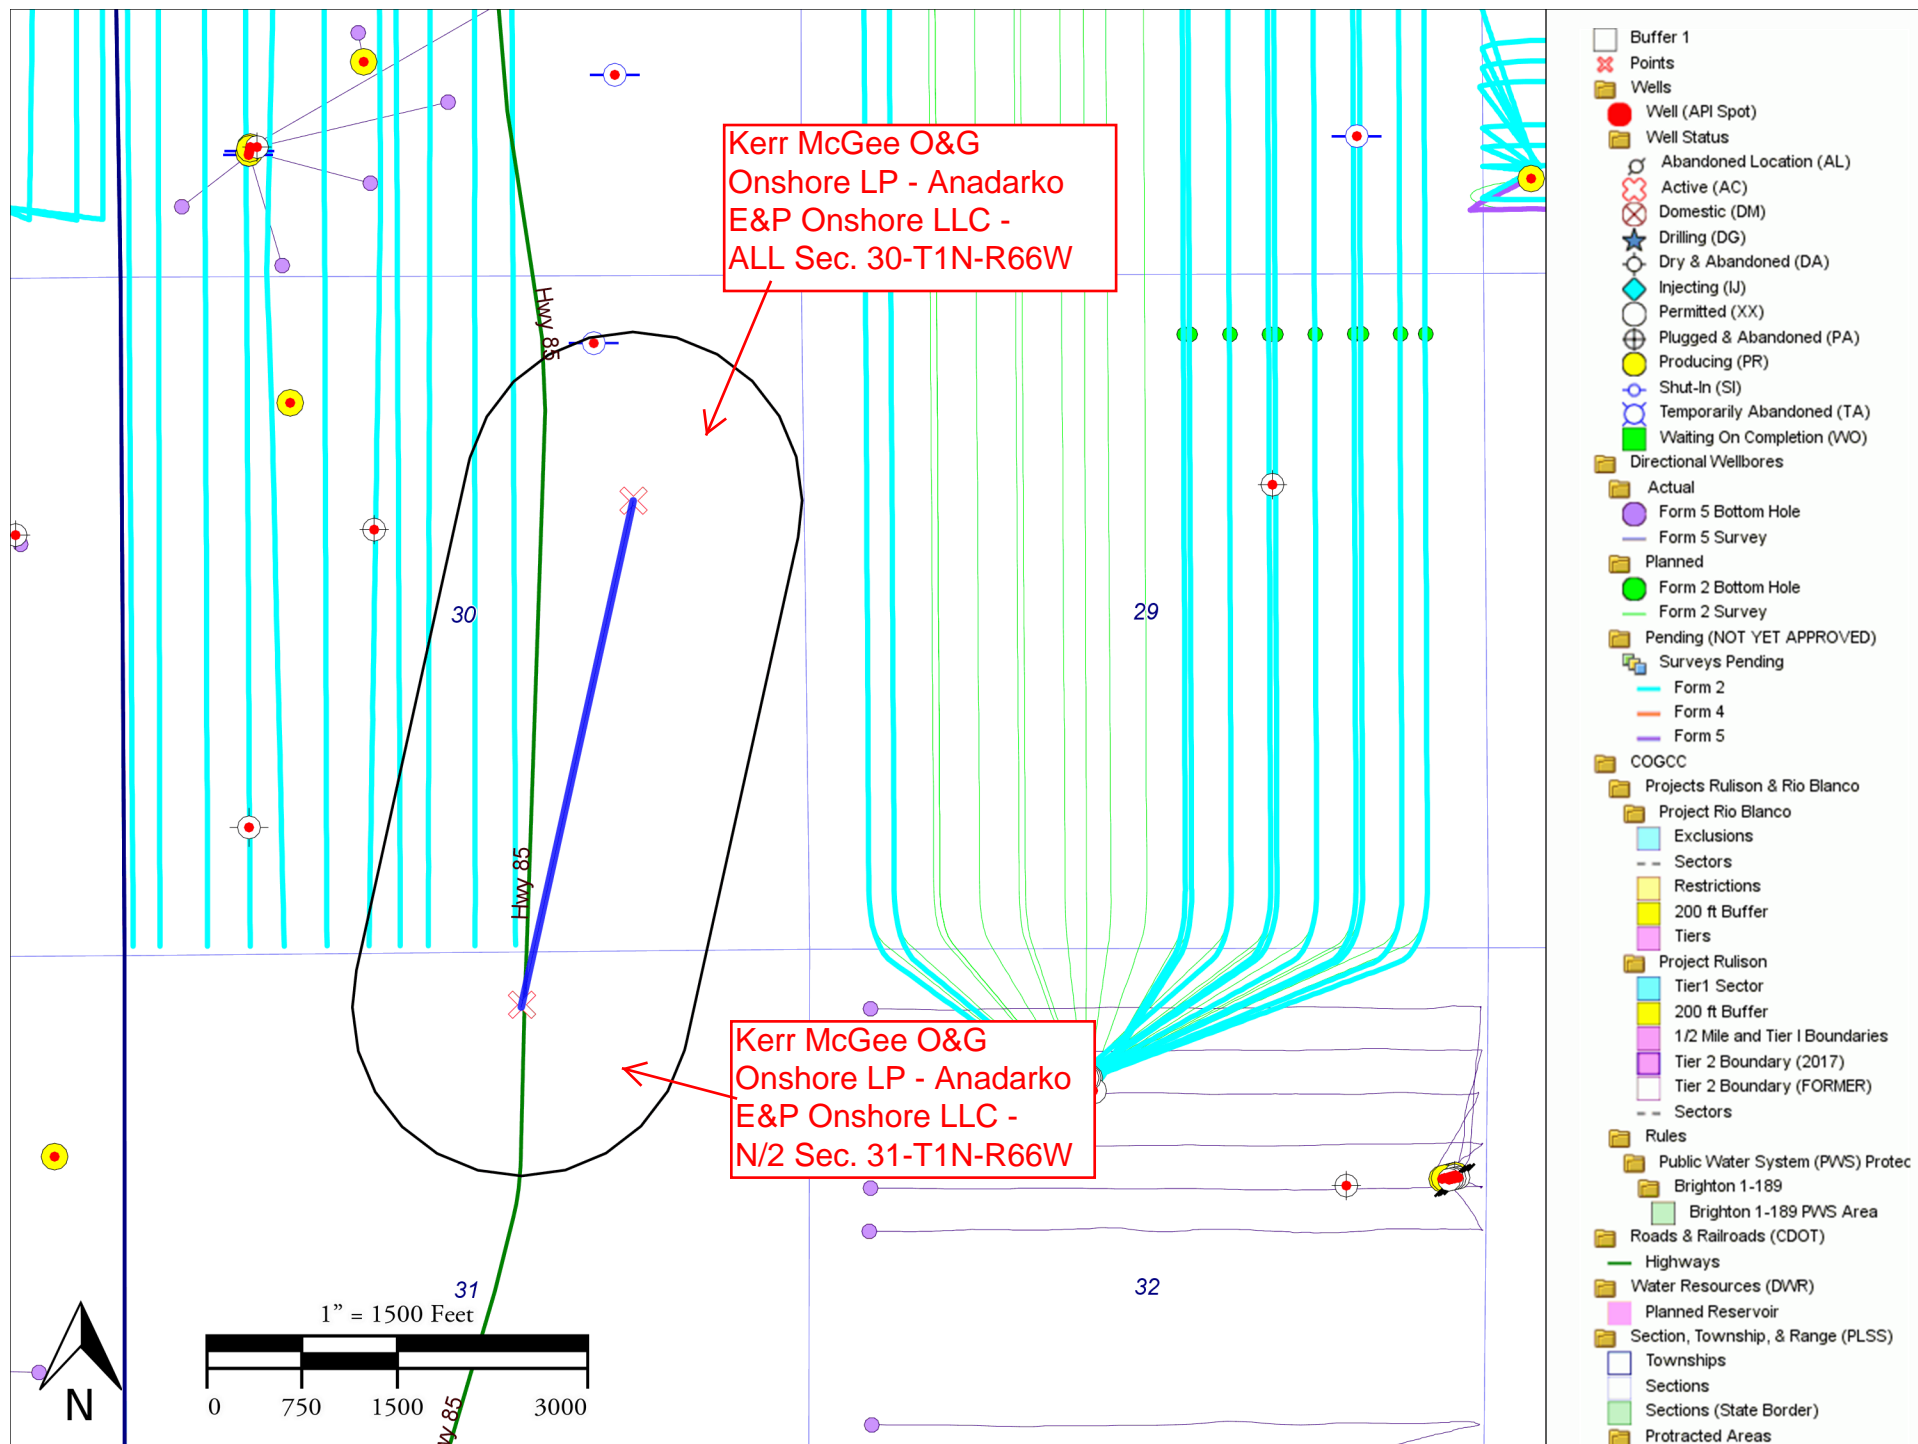 Kerr McGee O&G
Onshore LP - Anadarko
E&P Onshore LLC -
ALL Sec. 30-T1N-R66W
Hwy 85
30
29
Hwy 85
Kerr McGee O&G
Onshore LP - Anadarko
E&P Onshore LLC -
N/2 Sec. 31-T1N-R66W
31
32
1” = 1500 Feet
0 750 1500 3000
N
wy 85
Buffer 1
Points
Wells
Well (API Spot)
Well Status
Abandoned Location (AL)
Active (AC)
Domestic (DM)
Drilling (DG)
Dry & Abandoned (DA)
Injecting (IJ)
Permitted (XX)
Plugged & Abandoned (PA)
Producing (PR)
Shut-In (SI)
Temporarily Abandoned (TA)
Waiting On Completion (WO)
Directional Wellbores
Actual
Form 5 Bottom Hole
Form 5 Survey
Planned
Form 2 Bottom Hole
Form 2 Survey
Pending (NOT YET APPROVED)
Surveys Pending
Form 2
Form 4
Form 5
COGCC
Projects Rulison & Rio Blanco
Project Rio Blanco
Exclusions
Sectors
Restrictions
200 ft Buffer
Tiers
Project Rulison
Tier1 Sector
200 ft Buffer
1/2 Mile and Tier I Boundaries
Tier 2 Boundary (2017)
Tier 2 Boundary (FORMER)
Sectors
Rules
Public Water System (PWS) Protec
Brighton 1-189
Brighton 1-189 PWS Area
Roads & Railroads (CDOT)
Highways
Water Resources (DWR)
Planned Reservoir
Section, Township, & Range (PLSS)
Townships
Sections
Sections (State Border)
Protracted Areas